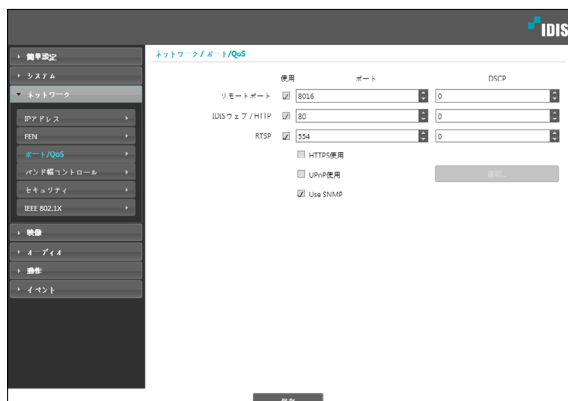 IDIS
簡単設定
システム
ネットワーク
IPアドレス
FEN
ポート/QoS
バンド幅コントロール
セキュリティ
IEEE 802.1X
映像
オーディオ
動作
イベント
ネットワーク / ポート/QoS
使用 ポート DSCP
リモートポート 8016 0
IDISウェブ / HTTP 80 0
RTSP 554 0
HTTPS使用
UPnP使用
Use SNMP